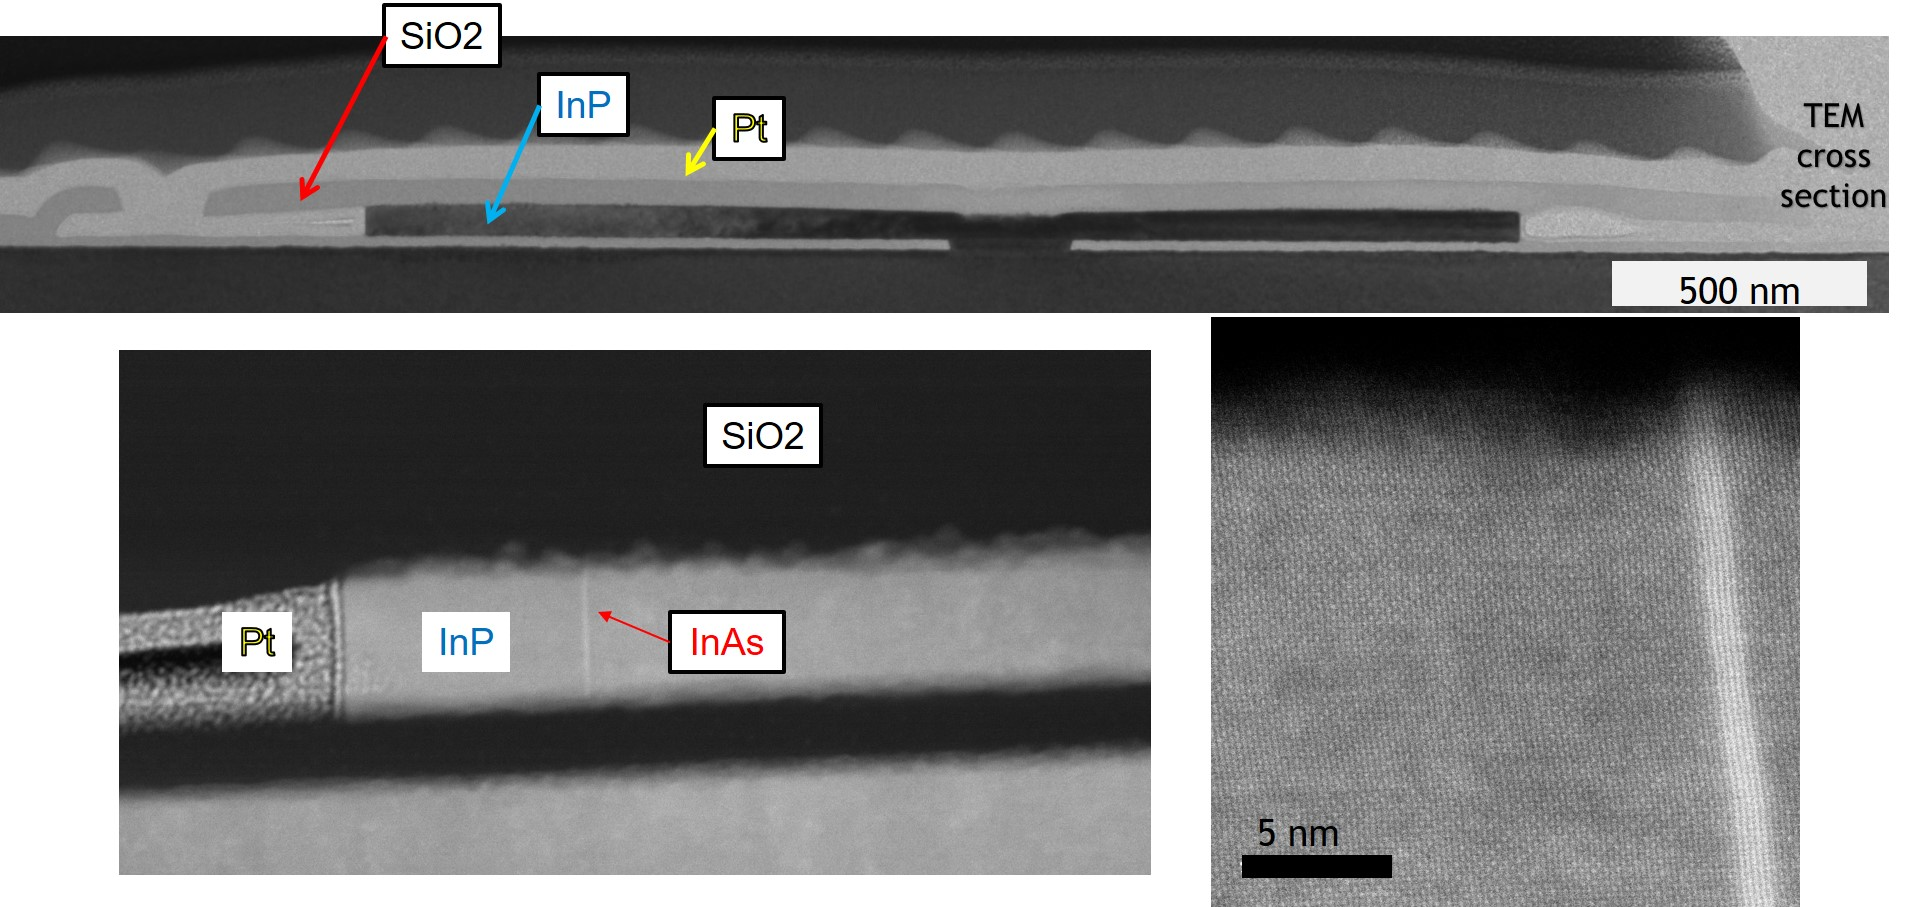 SiO2
InP
Pt
TEM
cross
section
500 nm
SiO2
Pt
InP
InAs
5 nm